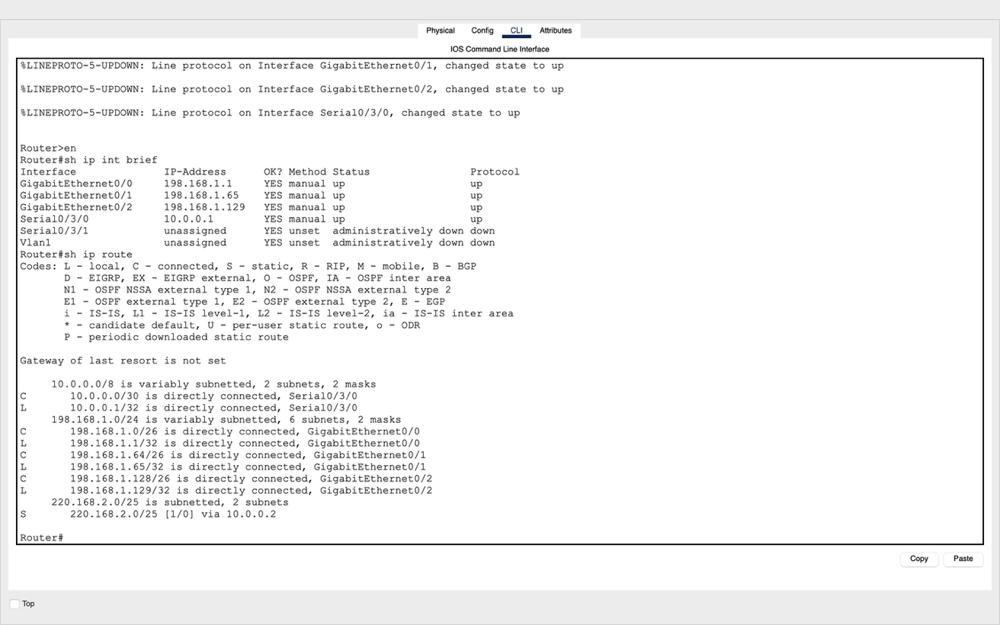 Physical Config CLI Attributes
IOS Command Line Interface
%LINEPROTO-5-UPDOWN: Line protocol on Interface GigabitEthernet0/1, changed state to up
%LINEPROTO-5-UPDOWN: Line protocol on Interface GigabitEthernet0/2, changed state to up
%LINEPROTO-5-UPDOWN: Line protocol on Interface Serial0/3/0, changed state to up
Router>en
Router#sh ip int brief
Interface IP-Address OK? Method Status Protocol
GigabitEthernet0/0 198.168.1.1 YES manual up up
GigabitEthernet0/1 198.168.1.65 YES manual up up
GigabitEthernet0/2 198.168.1.129 YES manual up up
Serial0/3/0 10.0.0.1 YES manual up up
Serial0/3/1 unassigned YES unset administratively down down
Vlan1 unassigned YES unset administratively down down
Router#sh ip route
Codes: L - local, C - connected, S - static, R - RIP, M - mobile, B - BGP
D - EIGRP, EX - EIGRP external, O - OSPF, IA - OSPF inter area
N1 - OSPF NSSA external type 1, N2 - OSPF NSSA external type 2
E1 - OSPF external type 1, E2 - OSPF external type 2, E - EGP
i - IS-IS, L1 - IS-IS level-1, L2 - IS-IS level-2, ia - IS-IS inter area
* - candidate default, U - per-user static route, o - ODR
P - periodic downloaded static route
Gateway of last resort is not set
10.0.0.0/8 is variably subnetted, 2 subnets, 2 masks
C 10.0.0.0/30 is directly connected, Serial0/3/0
L 10.0.0.1/32 is directly connected, Serial0/3/0
198.168.1.0/24 is variably subnetted, 6 subnets, 2 masks
C 198.168.1.0/26 is directly connected, GigabitEthernet0/0
L 198.168.1.1/32 is directly connected, GigabitEthernet0/0
C 198.168.1.64/26 is directly connected, GigabitEthernet0/1
L 198.168.1.65/32 is directly connected, GigabitEthernet0/1
C 198.168.1.128/26 is directly connected, GigabitEthernet0/2
L 198.168.1.129/32 is directly connected, GigabitEthernet0/2
220.168.2.0/25 is subnetted, 2 subnets
S 220.168.2.0/25 [1/0] via 10.0.0.2
Router#
Copy Paste
Top